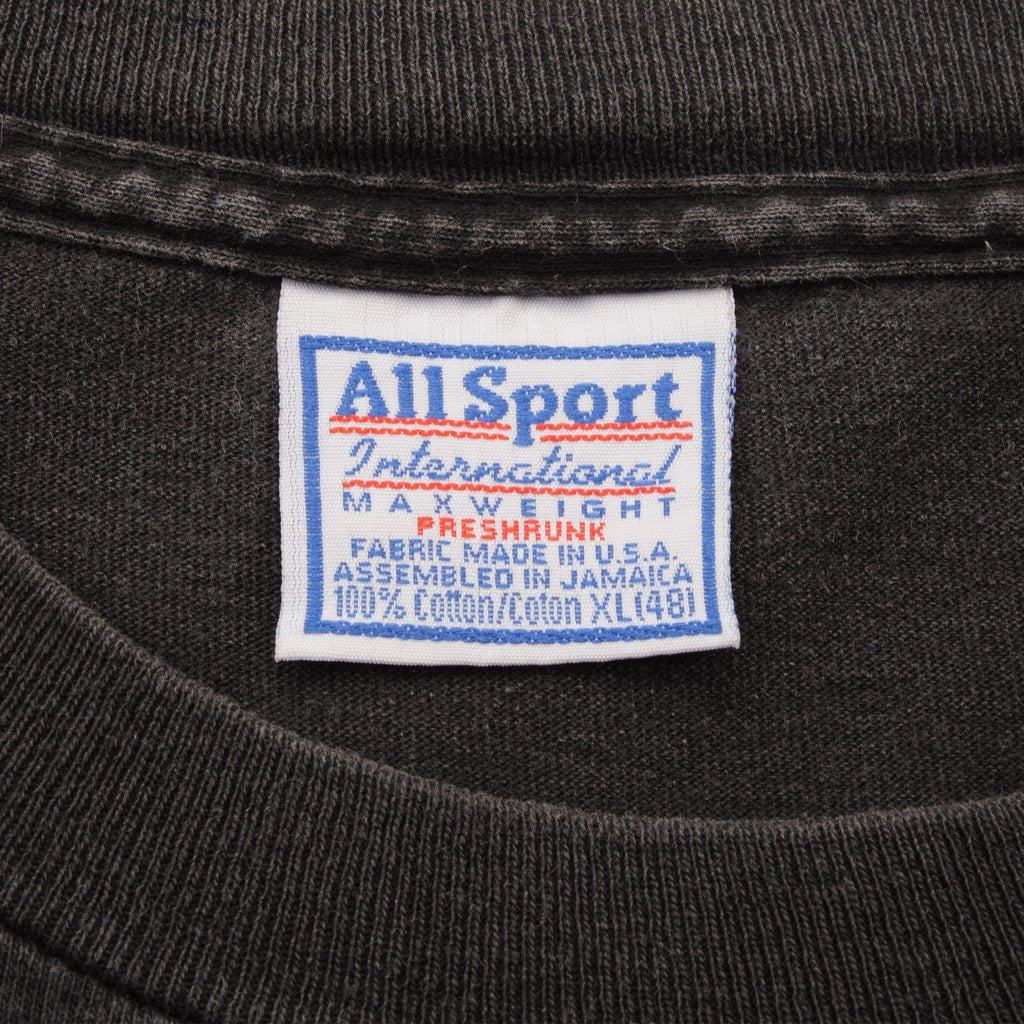 All Sport
International
MAXWEIGHT
PRESHRUNK
FABRIC MADE IN U.S.A.
ASSEMBLED IN JAMAICA
100% Cotton/Coton XL(48)